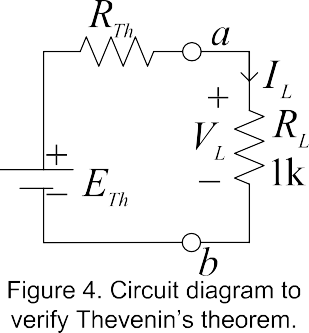 R_Th
a
I_L
+
V_L
R_L
1k
−
+
E_Th
−
b
Figure 4. Circuit diagram to
verify Thevenin's theorem.